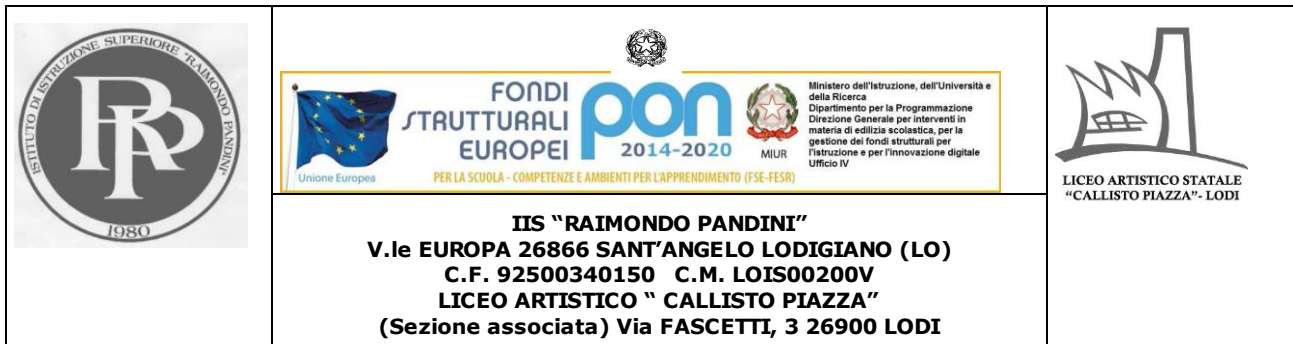 ISTITUTO DI ISTRUZIONE SUPERIORE "RAIMONDO PANDINI"
1980
FONDI
STRUTTURALI
EUROPEI
pon
2014-2020
Unione Europea
MIUR
Ministero dell'Istruzione, dell'Università e
della Ricerca
Dipartimento per la Programmazione
Direzione Generale per interventi in
materia di edilizia scolastica, per la
gestione dei fondi strutturali per
l'istruzione e per l'innovazione digitale
Ufficio IV
PER LA SCUOLA - COMPETENZE E AMBIENTI PER L'APPRENDIMENTO (FSE-FESR)
IIS “RAIMONDO PANDINI”
V.le EUROPA 26866 SANT’ANGELO LODIGIANO (LO)
C.F. 92500340150 C.M. LOIS00200V
LICEO ARTISTICO “ CALLISTO PIAZZA”
(Sezione associata) Via FASCETTI, 3 26900 LODI
LICEO ARTISTICO STATALE
“CALLISTO PIAZZA”- LODI